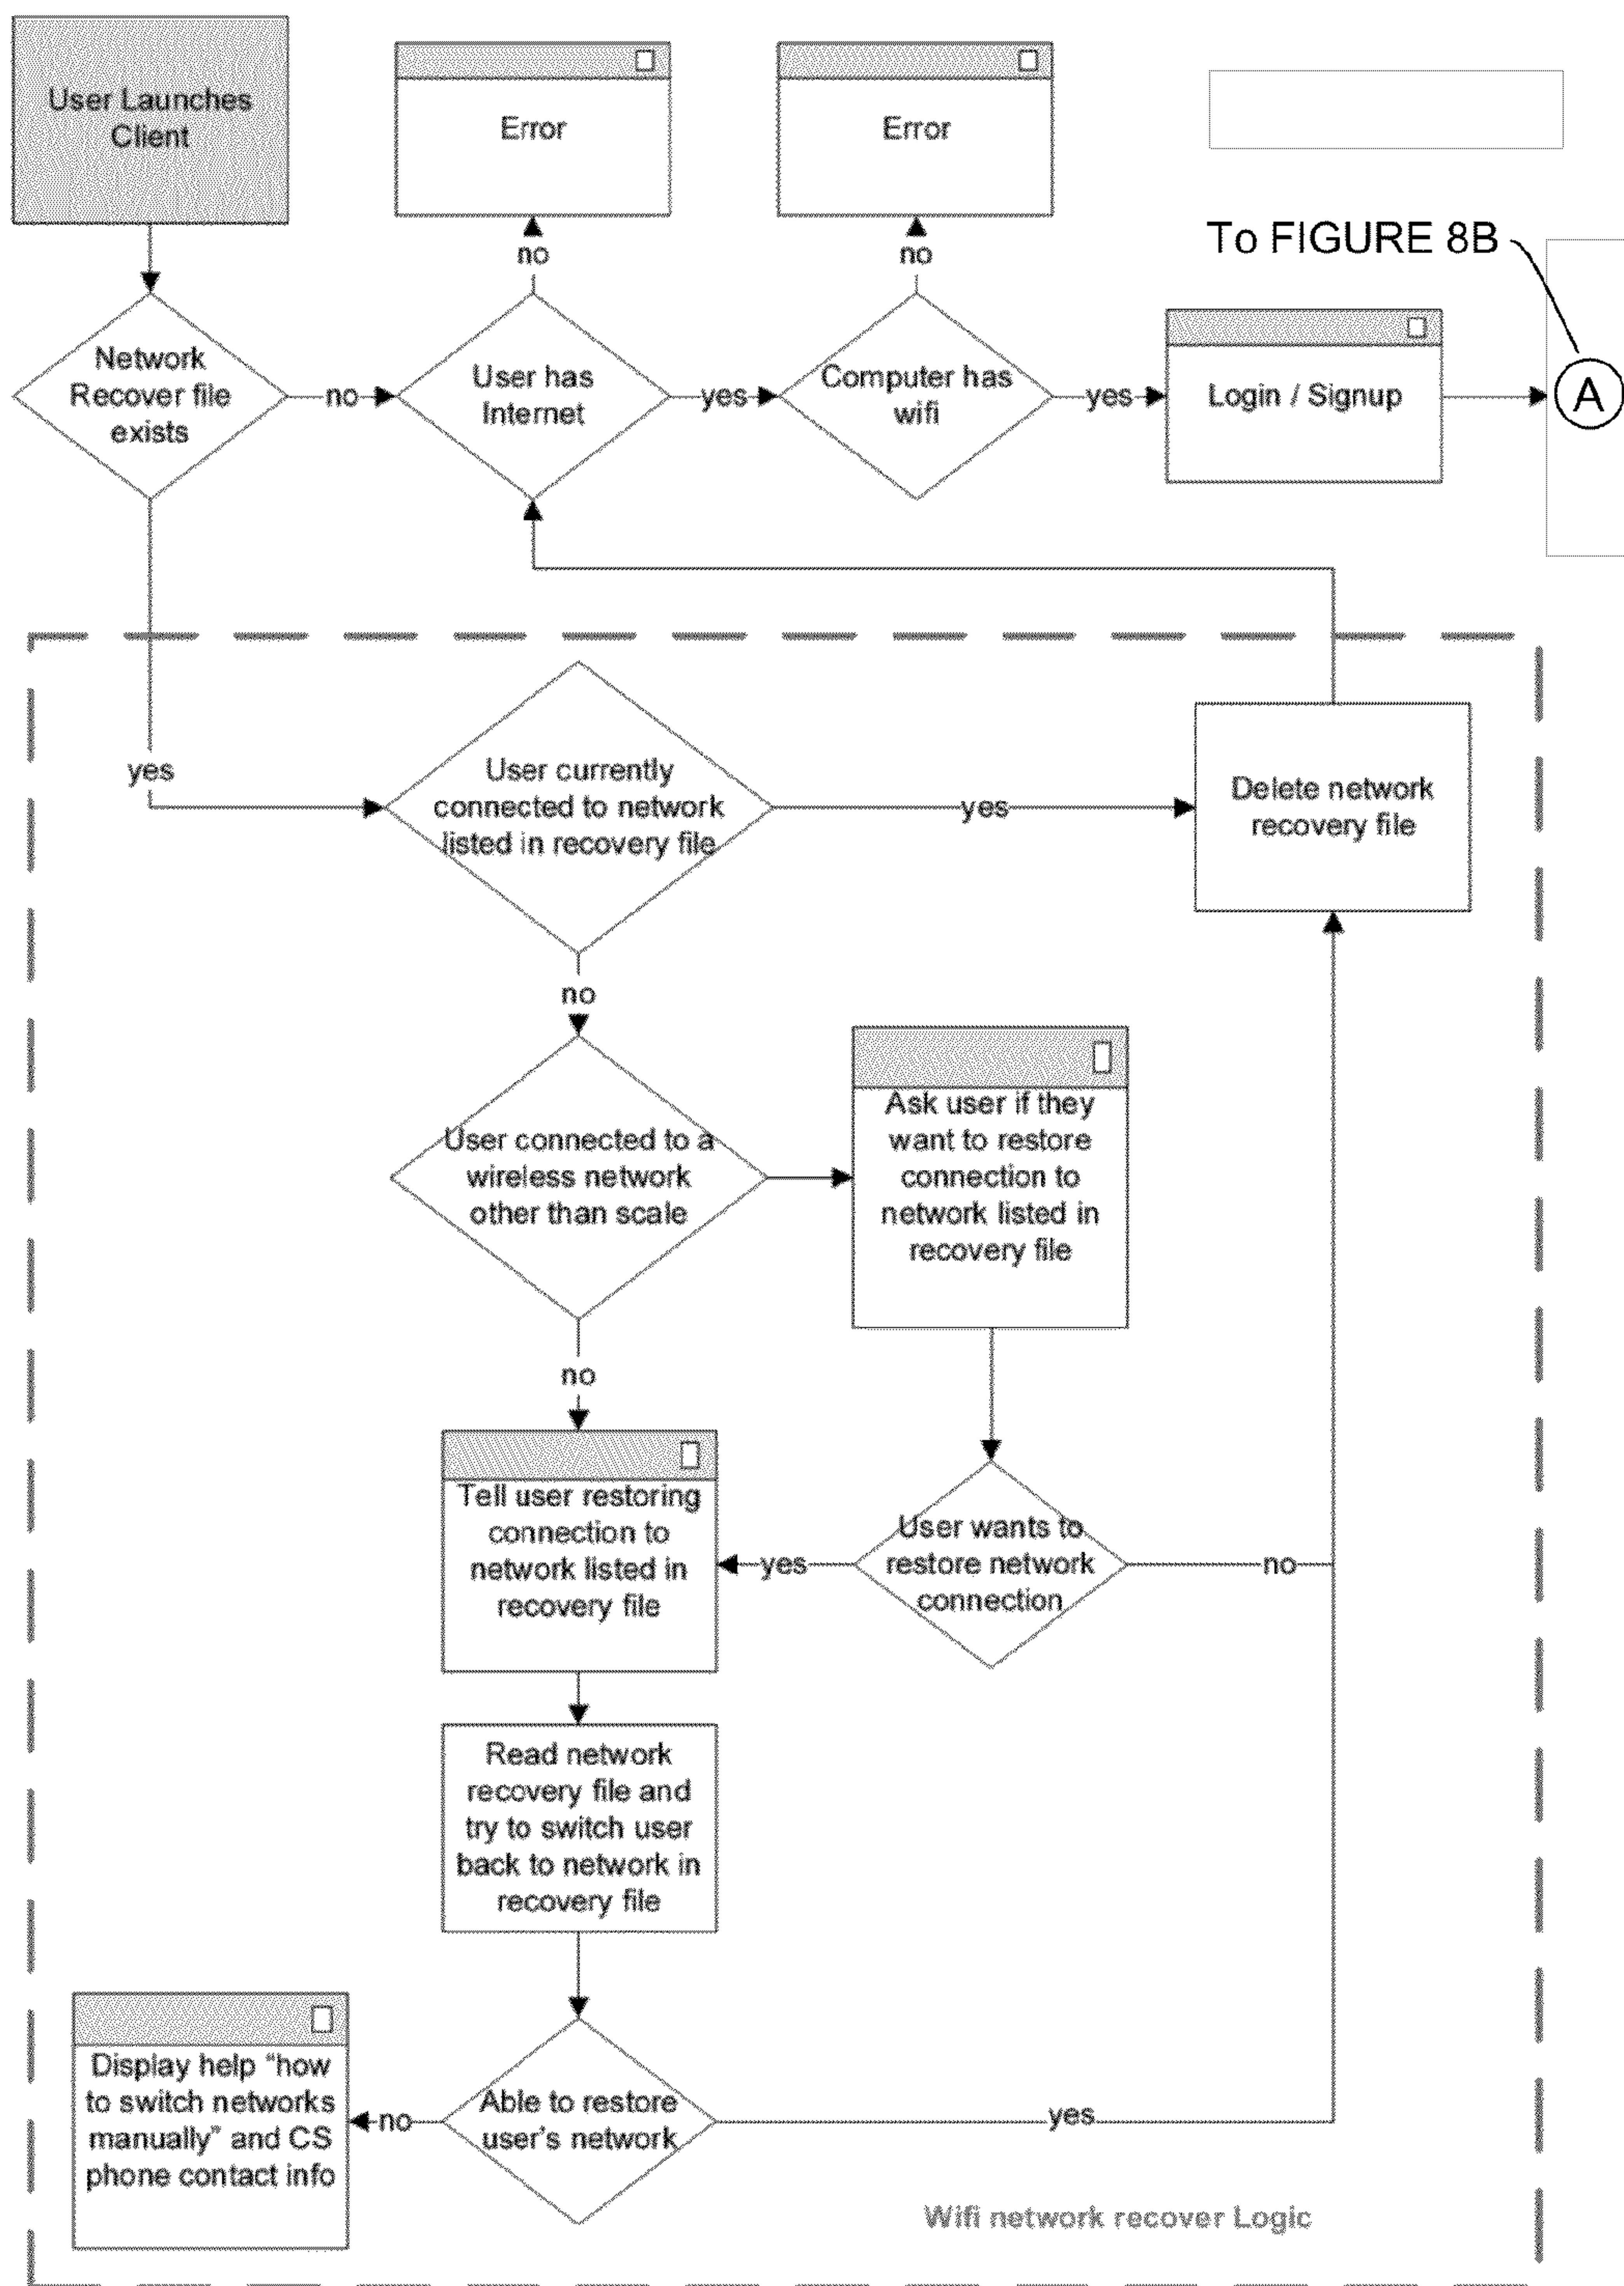 User Launches
Client
Error
Error
To FIGURE 8B
no
no
Network
Recover file
exists
no
User has
Internet
yes
Computer has
wifi
yes
Login / Signup
A
yes
User currently
connected to network
listed in recovery file
yes
Delete network
recovery file
no
User connected to a
wireless network
other than scale
Ask user if they
want to restore
connection to
network listed in
recovery file
no
Tell user restoring
connection to
network listed in
recovery file
yes
User wants to
restore network
connection
no
Read network
recovery file and
try to switch user
back to network in
recovery file
Display help “how
to switch networks
manually” and CS
phone contact info
no
Able to restore
user's network
yes
Wifi network recover Logic